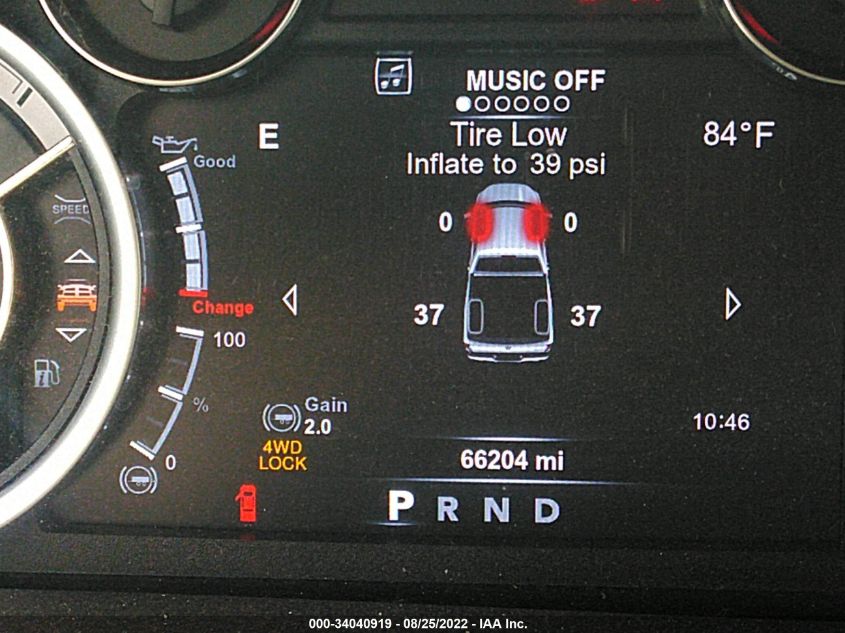 MUSIC OFF
E
Tire Low
84°F
Inflate to 39 psi
Good
SPEED
0 0
37 37
Change
100
%
Gain
2.0
10:46
4WD
LOCK
0
66204 mi
P R N D
000-34040919 - 08/25/2022 - IAA Inc.